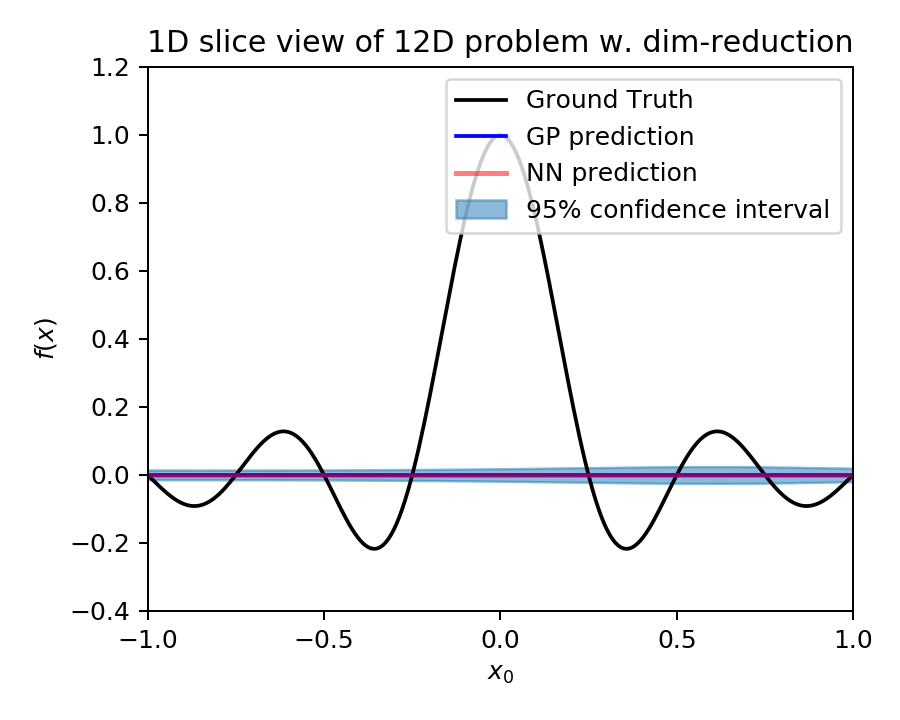 1D slice view of 12D problem w. dim-reduction
Ground Truth
GP prediction
NN prediction
95% confidence interval
1.2
1.0
0.8
0.6
0.4
0.2
0.0
−0.2
−0.4
f(x)
−1.0 −0.5 0.0 0.5 1.0
x₀